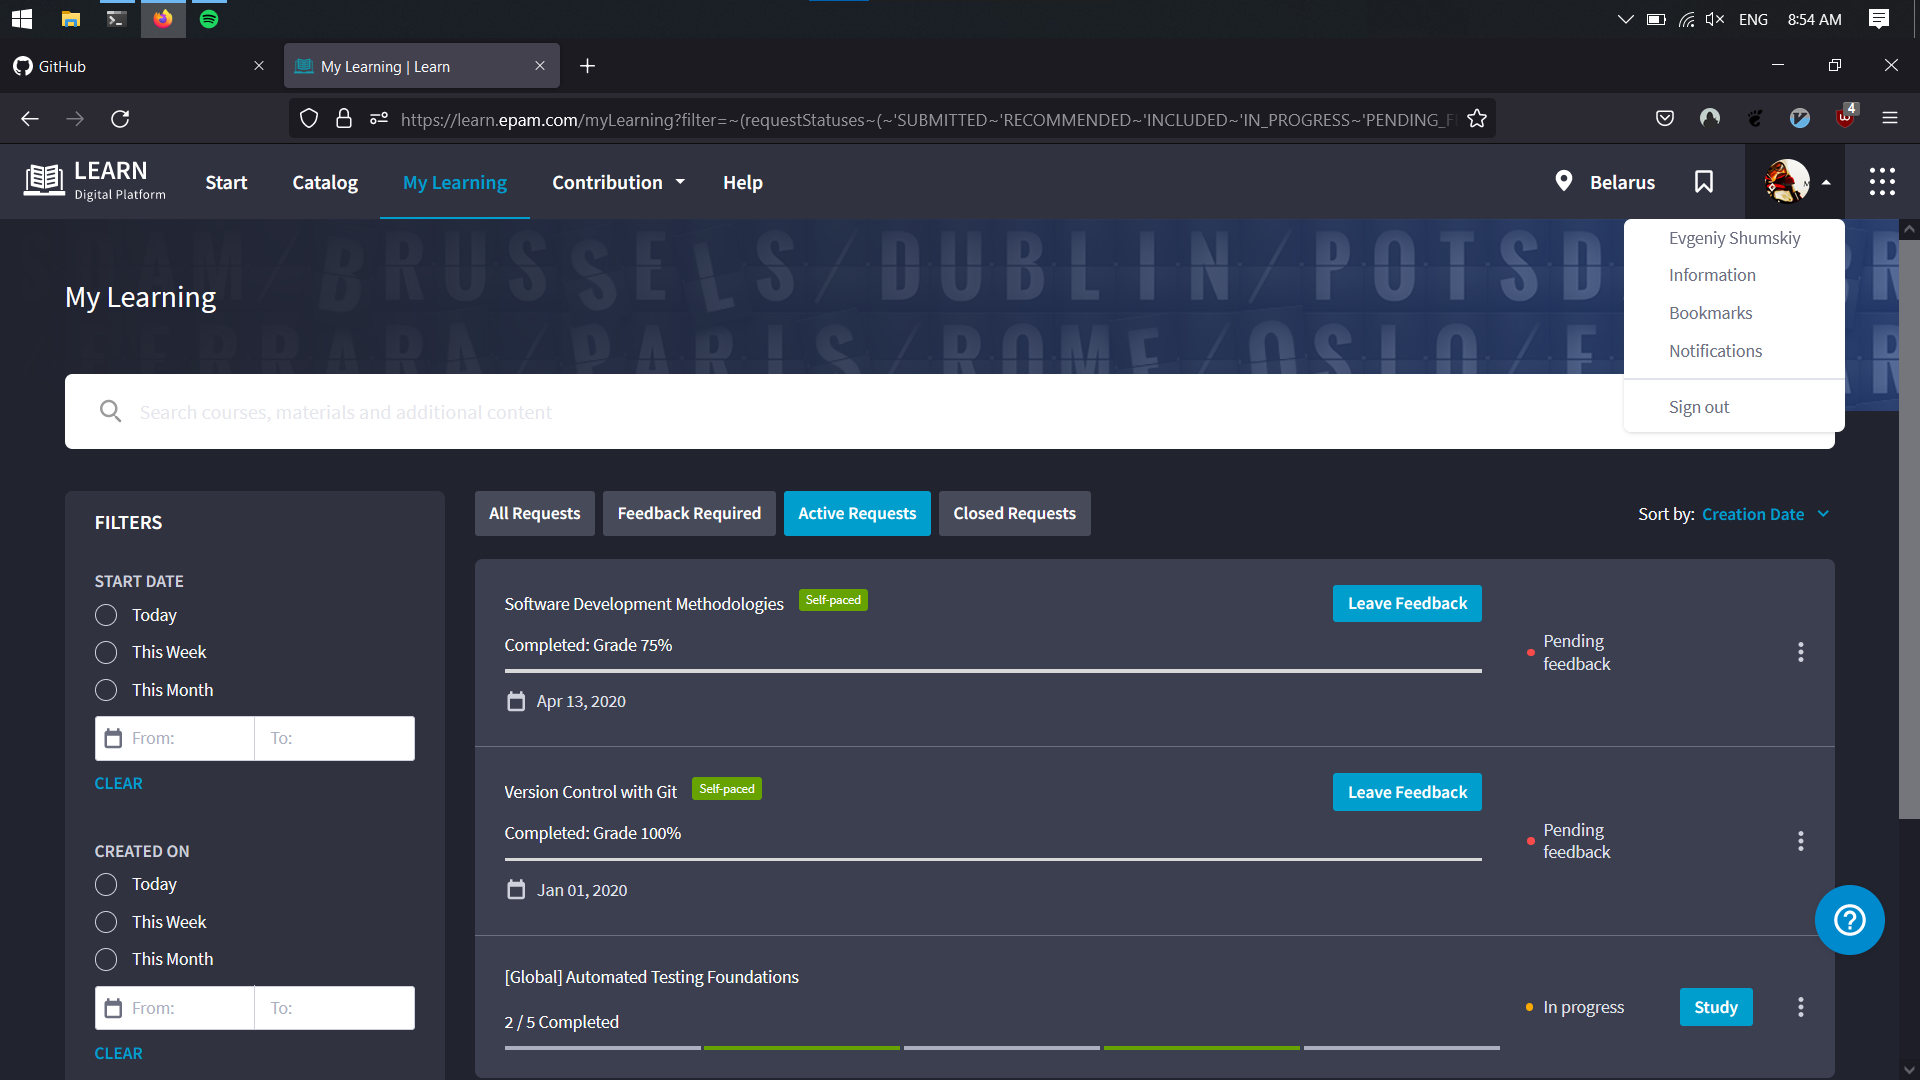 ENG
8:54 AM
GitHub
My Learning | Learn
https://learn.epam.com/myLearning?filter=~(requestStatuses~(~'SUBMITTED~'RECOMMENDED~'INCLUDED~'IN_PROGRESS~'PENDING_F
4
LEARN
Digital Platform
Start
Catalog
My Learning
Contribution
Help
Belarus
BRUSSELS/DUBLIN/POTSD
FERRARA/PARIS/ROME/OSLO/
My Learning
Evgeniy Shumskiy
Information
Bookmarks
Notifications
Sign out
Search courses, materials and additional content
FILTERS
START DATE
Today
This Week
This Month
From:
To:
CLEAR
CREATED ON
Today
This Week
This Month
From:
To:
CLEAR
All Requests
Feedback Required
Active Requests
Closed Requests
Sort by: Creation Date
Software Development Methodologies
Self-paced
Leave Feedback
Completed: Grade 75%
Pending
feedback
Apr 13, 2020
Version Control with Git
Self-paced
Leave Feedback
Completed: Grade 100%
Pending
feedback
Jan 01, 2020
[Global] Automated Testing Foundations
2 / 5 Completed
In progress
Study